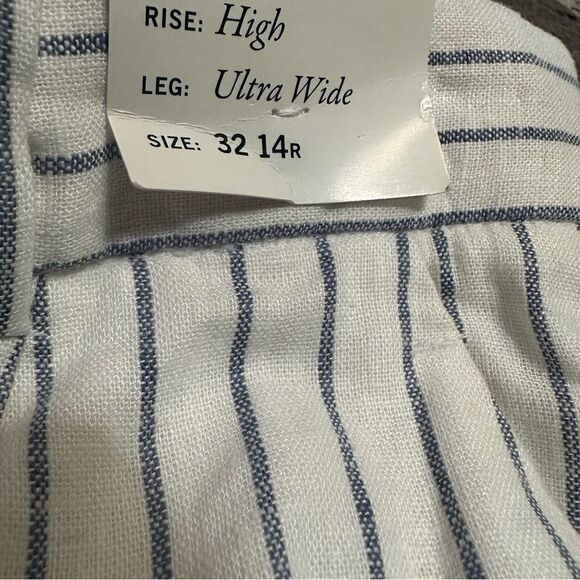 RISE: High
LEG: Ultra Wide
SIZE: 32 14R